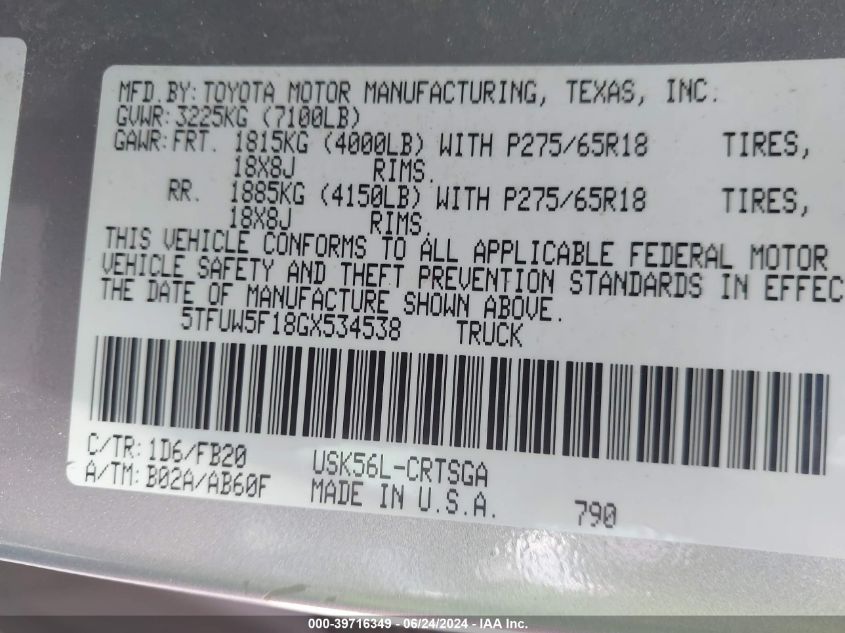 MFD.BY:TOYOTA MOTOR MANUFACTURING, TEXAS, INC.
GVWR:3225KG (7100LB)
GAWR:FRT. 1815KG (4000LB) WITH P275/65R18 TIRES,
18X8J RIMS.
RR. 1885KG (4150LB) WITH P275/65R18 TIRES,
18X8J RIMS.
THIS VEHICLE CONFORMS TO ALL APPLICABLE FEDERAL MOTOR
VEHICLE SAFETY AND THEFT PREVENTION STANDARDS IN EFFEC
THE DATE OF MANUFACTURE SHOWN ABOVE.
5TFUW5F18GX534538 TRUCK
C/TR:1D6/FB20 USK56L-CRTSGA
A/TM:B02A/AB60F MADE IN U.S.A. 790
000-39716349 - 06/24/2024 - IAA Inc.